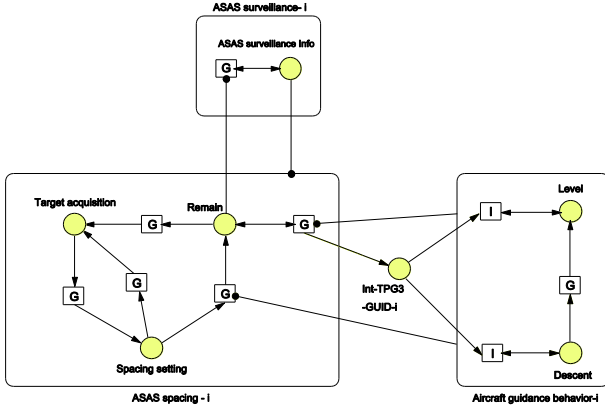 ASAS surveillance- i
ASAS surveillance Info
G
Target acquisition
Remain
G
G
G
G
G
Spacing setting
ASAS spacing - i
Int-TPG3
-GUID-i
Level
I
G
I
Descent
Aircraft guidance behavior-i